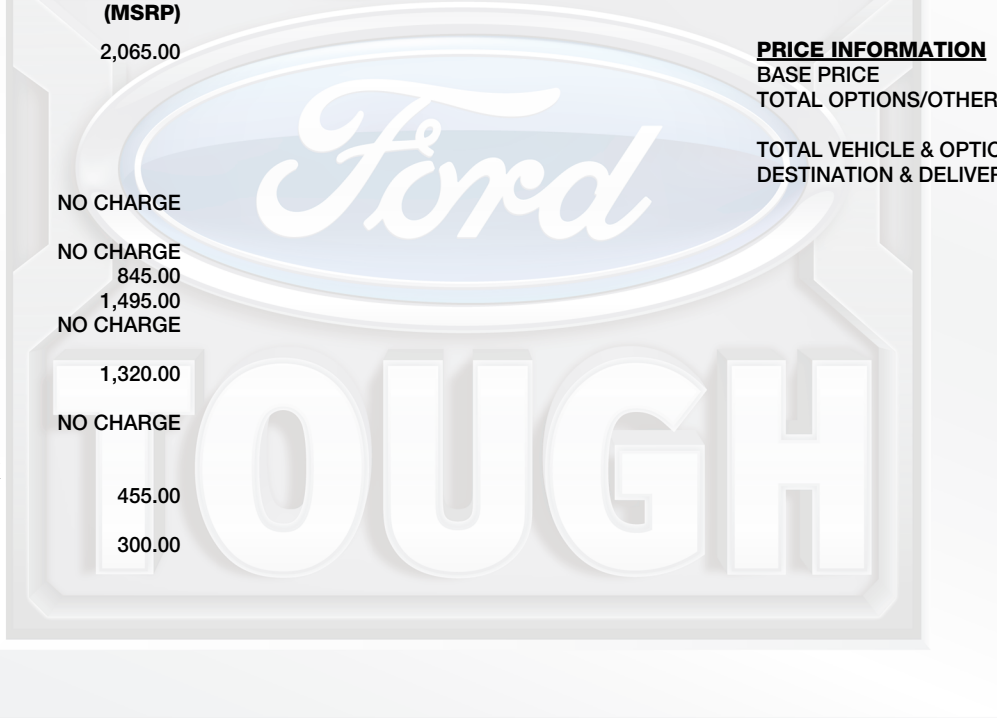 (MSRP)
2,065.00
NO CHARGE
NO CHARGE
845.00
1,495.00
NO CHARGE
1,320.00
NO CHARGE
455.00
300.00
PRICE INFORMATION
BASE PRICE
TOTAL OPTIONS/OTHER
TOTAL VEHICLE & OPTIO
DESTINATION & DELIVER
Ford
TOUGH